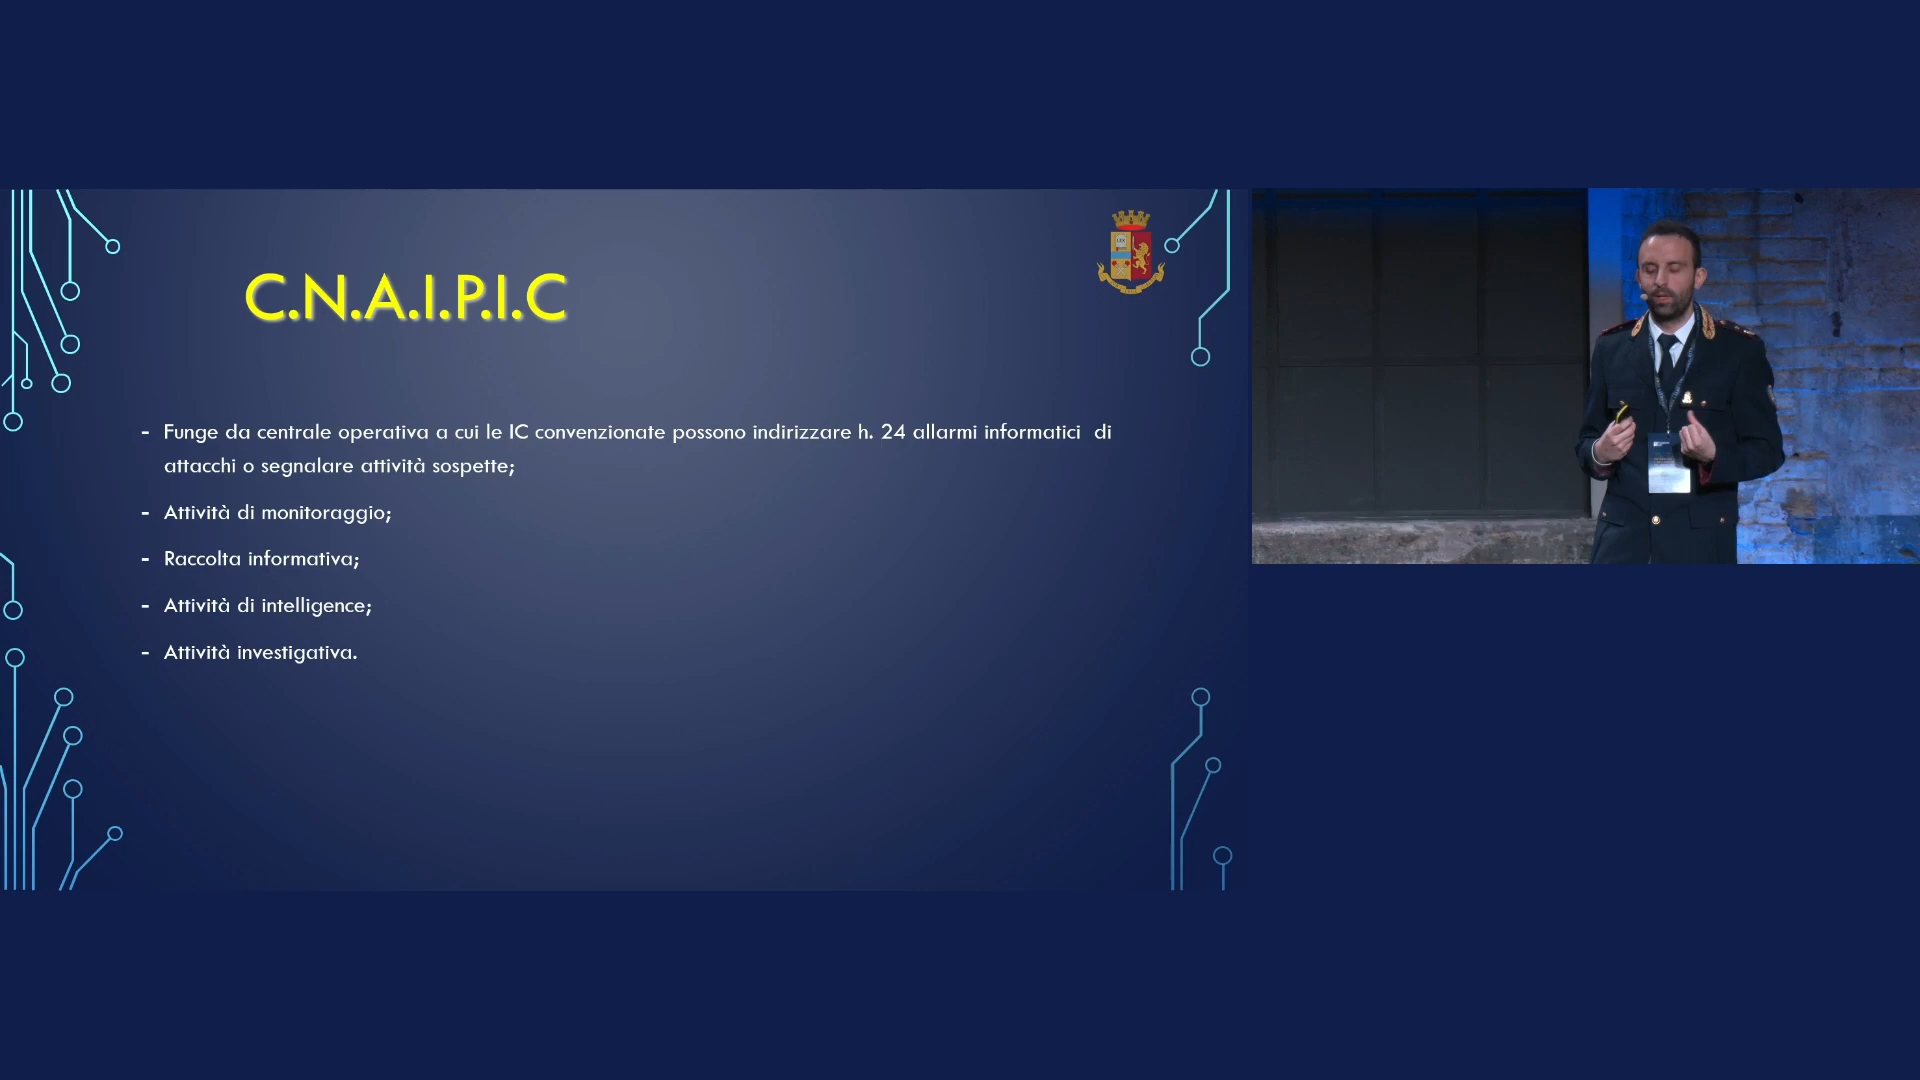 C.N.A.I.P.I.C
- Funge da centrale operativa a cui le IC convenzionate possono indirizzare h. 24 allarmi informatici di
attacchi o segnalare attività sospette;
- Attività di monitoraggio;
- Raccolta informativa;
- Attività di intelligence;
- Attività investigativa.